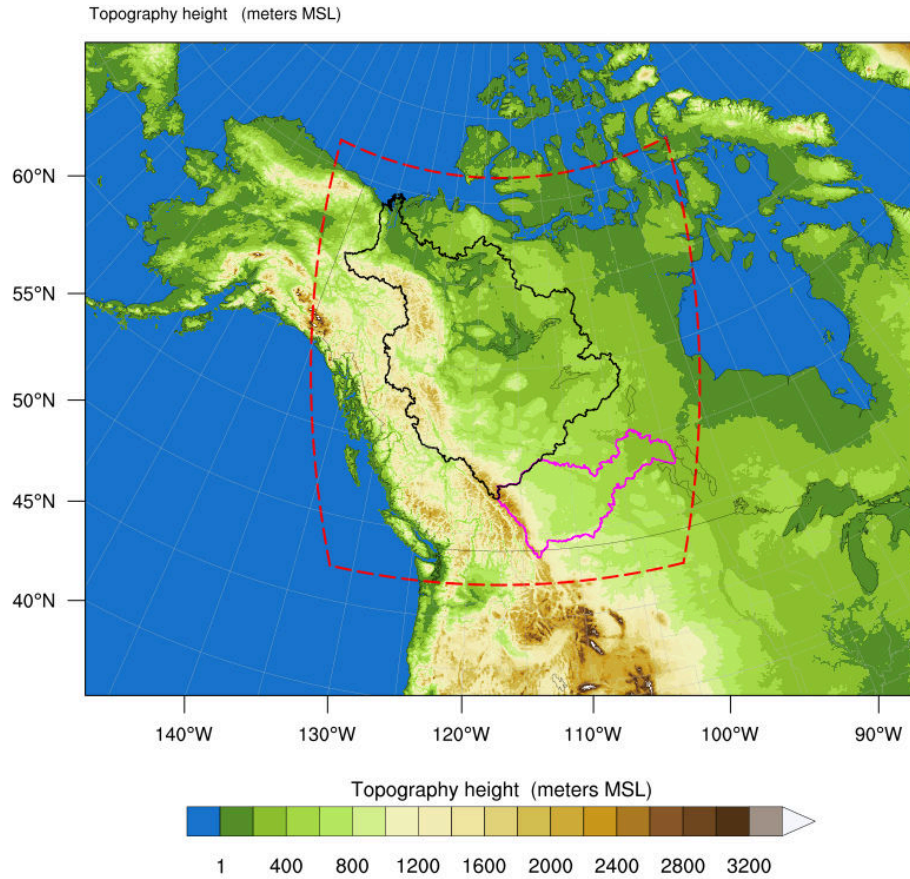 Topography height (meters MSL)
60°N
55°N
50°N
45°N
40°N
140°W 130°W 120°W 110°W 100°W 90°W
Topography height (meters MSL)
1 400 800 1200 1600 2000 2400 2800 3200